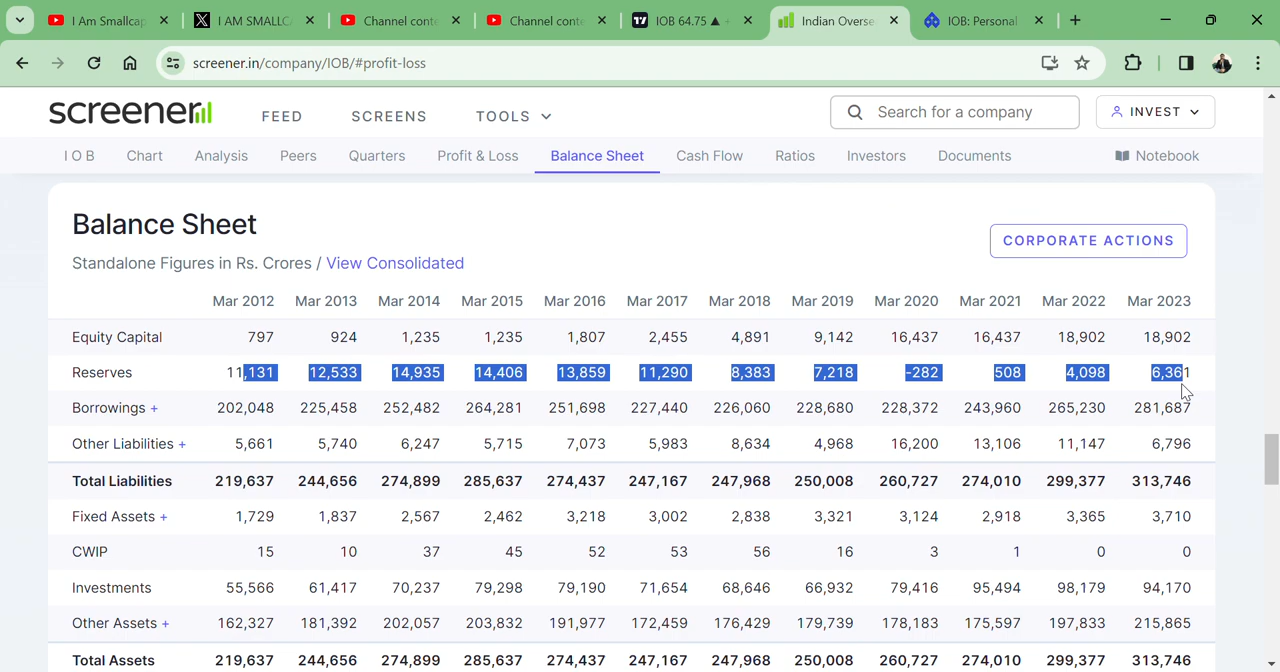 I Am Smallcap
I AM SMALLC
Channel conte
Channel conte
IOB 64.75 ▲ +
Indian Overse
IOB: Personal
screener.in/company/IOB/#profit-loss
screener
FEED
SCREENS
TOOLS
Search for a company
INVEST
I O B
Chart
Analysis
Peers
Quarters
Profit & Loss
Balance Sheet
Cash Flow
Ratios
Investors
Documents
Notebook
Balance Sheet
CORPORATE ACTIONS
Standalone Figures in Rs. Crores / View Consolidated
Mar 2012 Mar 2013 Mar 2014 Mar 2015 Mar 2016 Mar 2017 Mar 2018 Mar 2019 Mar 2020 Mar 2021 Mar 2022 Mar 2023
Equity Capital 797 924 1,235 1,235 1,807 2,455 4,891 9,142 16,437 16,437 18,902 18,902
Reserves 11,131 12,533 14,935 14,406 13,859 11,290 8,383 7,218 -282 508 4,098 6,361
Borrowings + 202,048 225,458 252,482 264,281 251,698 227,440 226,060 228,680 228,372 243,960 265,230 281,687
Other Liabilities + 5,661 5,740 6,247 5,715 7,073 5,983 8,634 4,968 16,200 13,106 11,147 6,796
Total Liabilities 219,637 244,656 274,899 285,637 274,437 247,167 247,968 250,008 260,727 274,010 299,377 313,746
Fixed Assets + 1,729 1,837 2,567 2,462 3,218 3,002 2,838 3,321 3,124 2,918 3,365 3,710
CWIP 15 10 37 45 52 53 56 16 3 1 0 0
Investments 55,566 61,417 70,237 79,298 79,190 71,654 68,646 66,932 79,416 95,494 98,179 94,170
Other Assets + 162,327 181,392 202,057 203,832 191,977 172,459 176,429 179,739 178,183 175,597 197,833 215,865
Total Assets 219,637 244,656 274,899 285,637 274,437 247,167 247,968 250,008 260,727 274,010 299,377 313,746